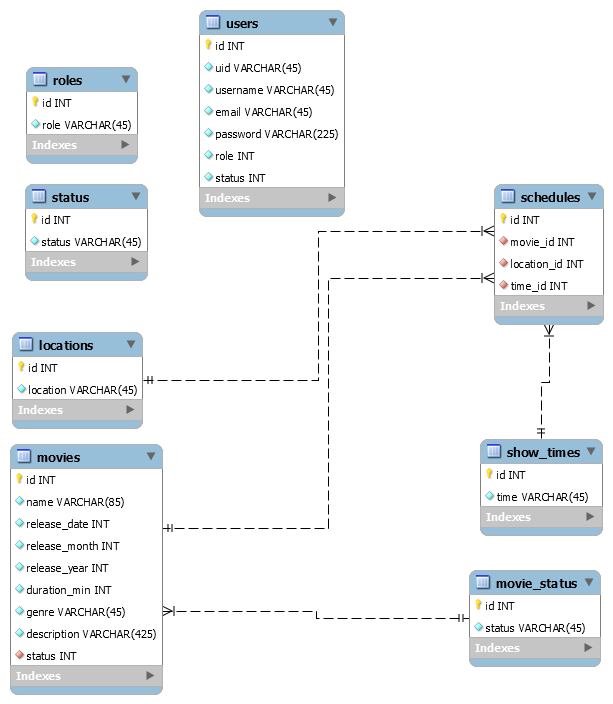 users
id INT
uid VARCHAR(45)
username VARCHAR(45)
email VARCHAR(45)
password VARCHAR(225)
role INT
status INT
Indexes
roles
id INT
role VARCHAR(45)
Indexes
status
id INT
status VARCHAR(45)
Indexes
schedules
id INT
movie_id INT
location_id INT
time_id INT
Indexes
locations
id INT
location VARCHAR(45)
Indexes
movies
id INT
name VARCHAR(85)
release_date INT
release_month INT
release_year INT
duration_min INT
genre VARCHAR(45)
description VARCHAR(425)
status INT
Indexes
show_times
id INT
time VARCHAR(45)
Indexes
movie_status
id INT
status VARCHAR(45)
Indexes